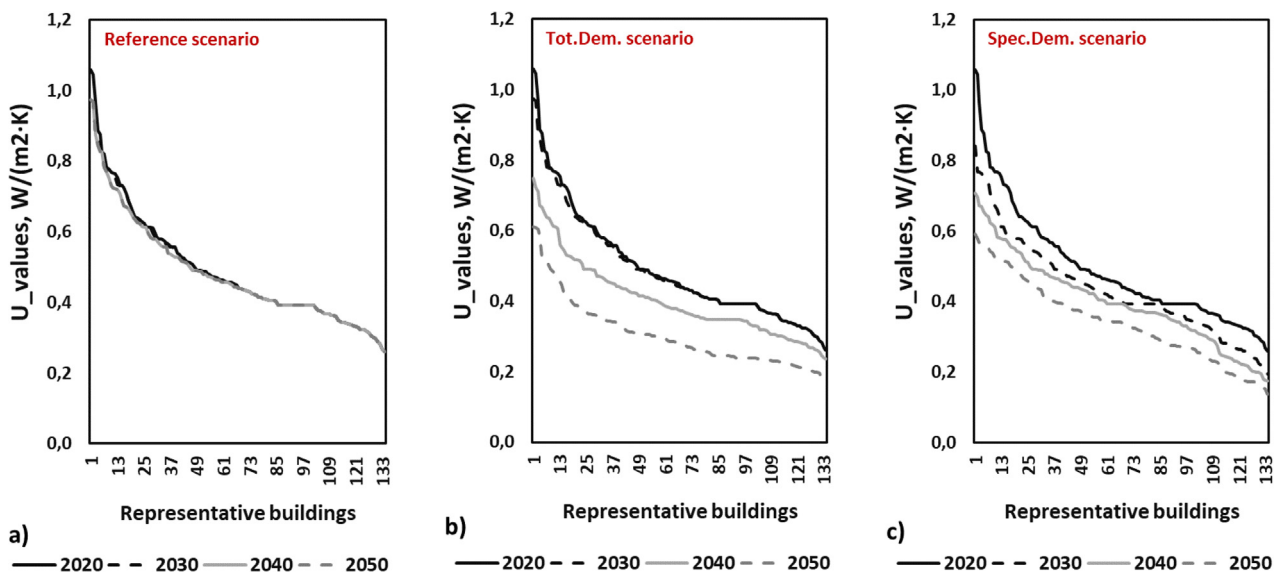 Reference scenario
U_values, W/(m2·K)
1,2
1,0
0,8
0,6
0,4
0,2
0,0
1 13 25 37 49 61 73 85 97 109 121 133
Representative buildings
a)
2020 2030 2040 2050
Tot.Dem. scenario
U_values, W/(m2·K)
1,2
1,0
0,8
0,6
0,4
0,2
0,0
1 13 25 37 49 61 73 85 97 109 121 133
Representative buildings
b)
2020 2030 2040 2050
Spec.Dem. scenario
U_values, W/(m2·K)
1,2
1,0
0,8
0,6
0,4
0,2
0,0
1 13 25 37 49 61 73 85 97 109 121 133
Representative buildings
c)
2020 2030 2040 2050